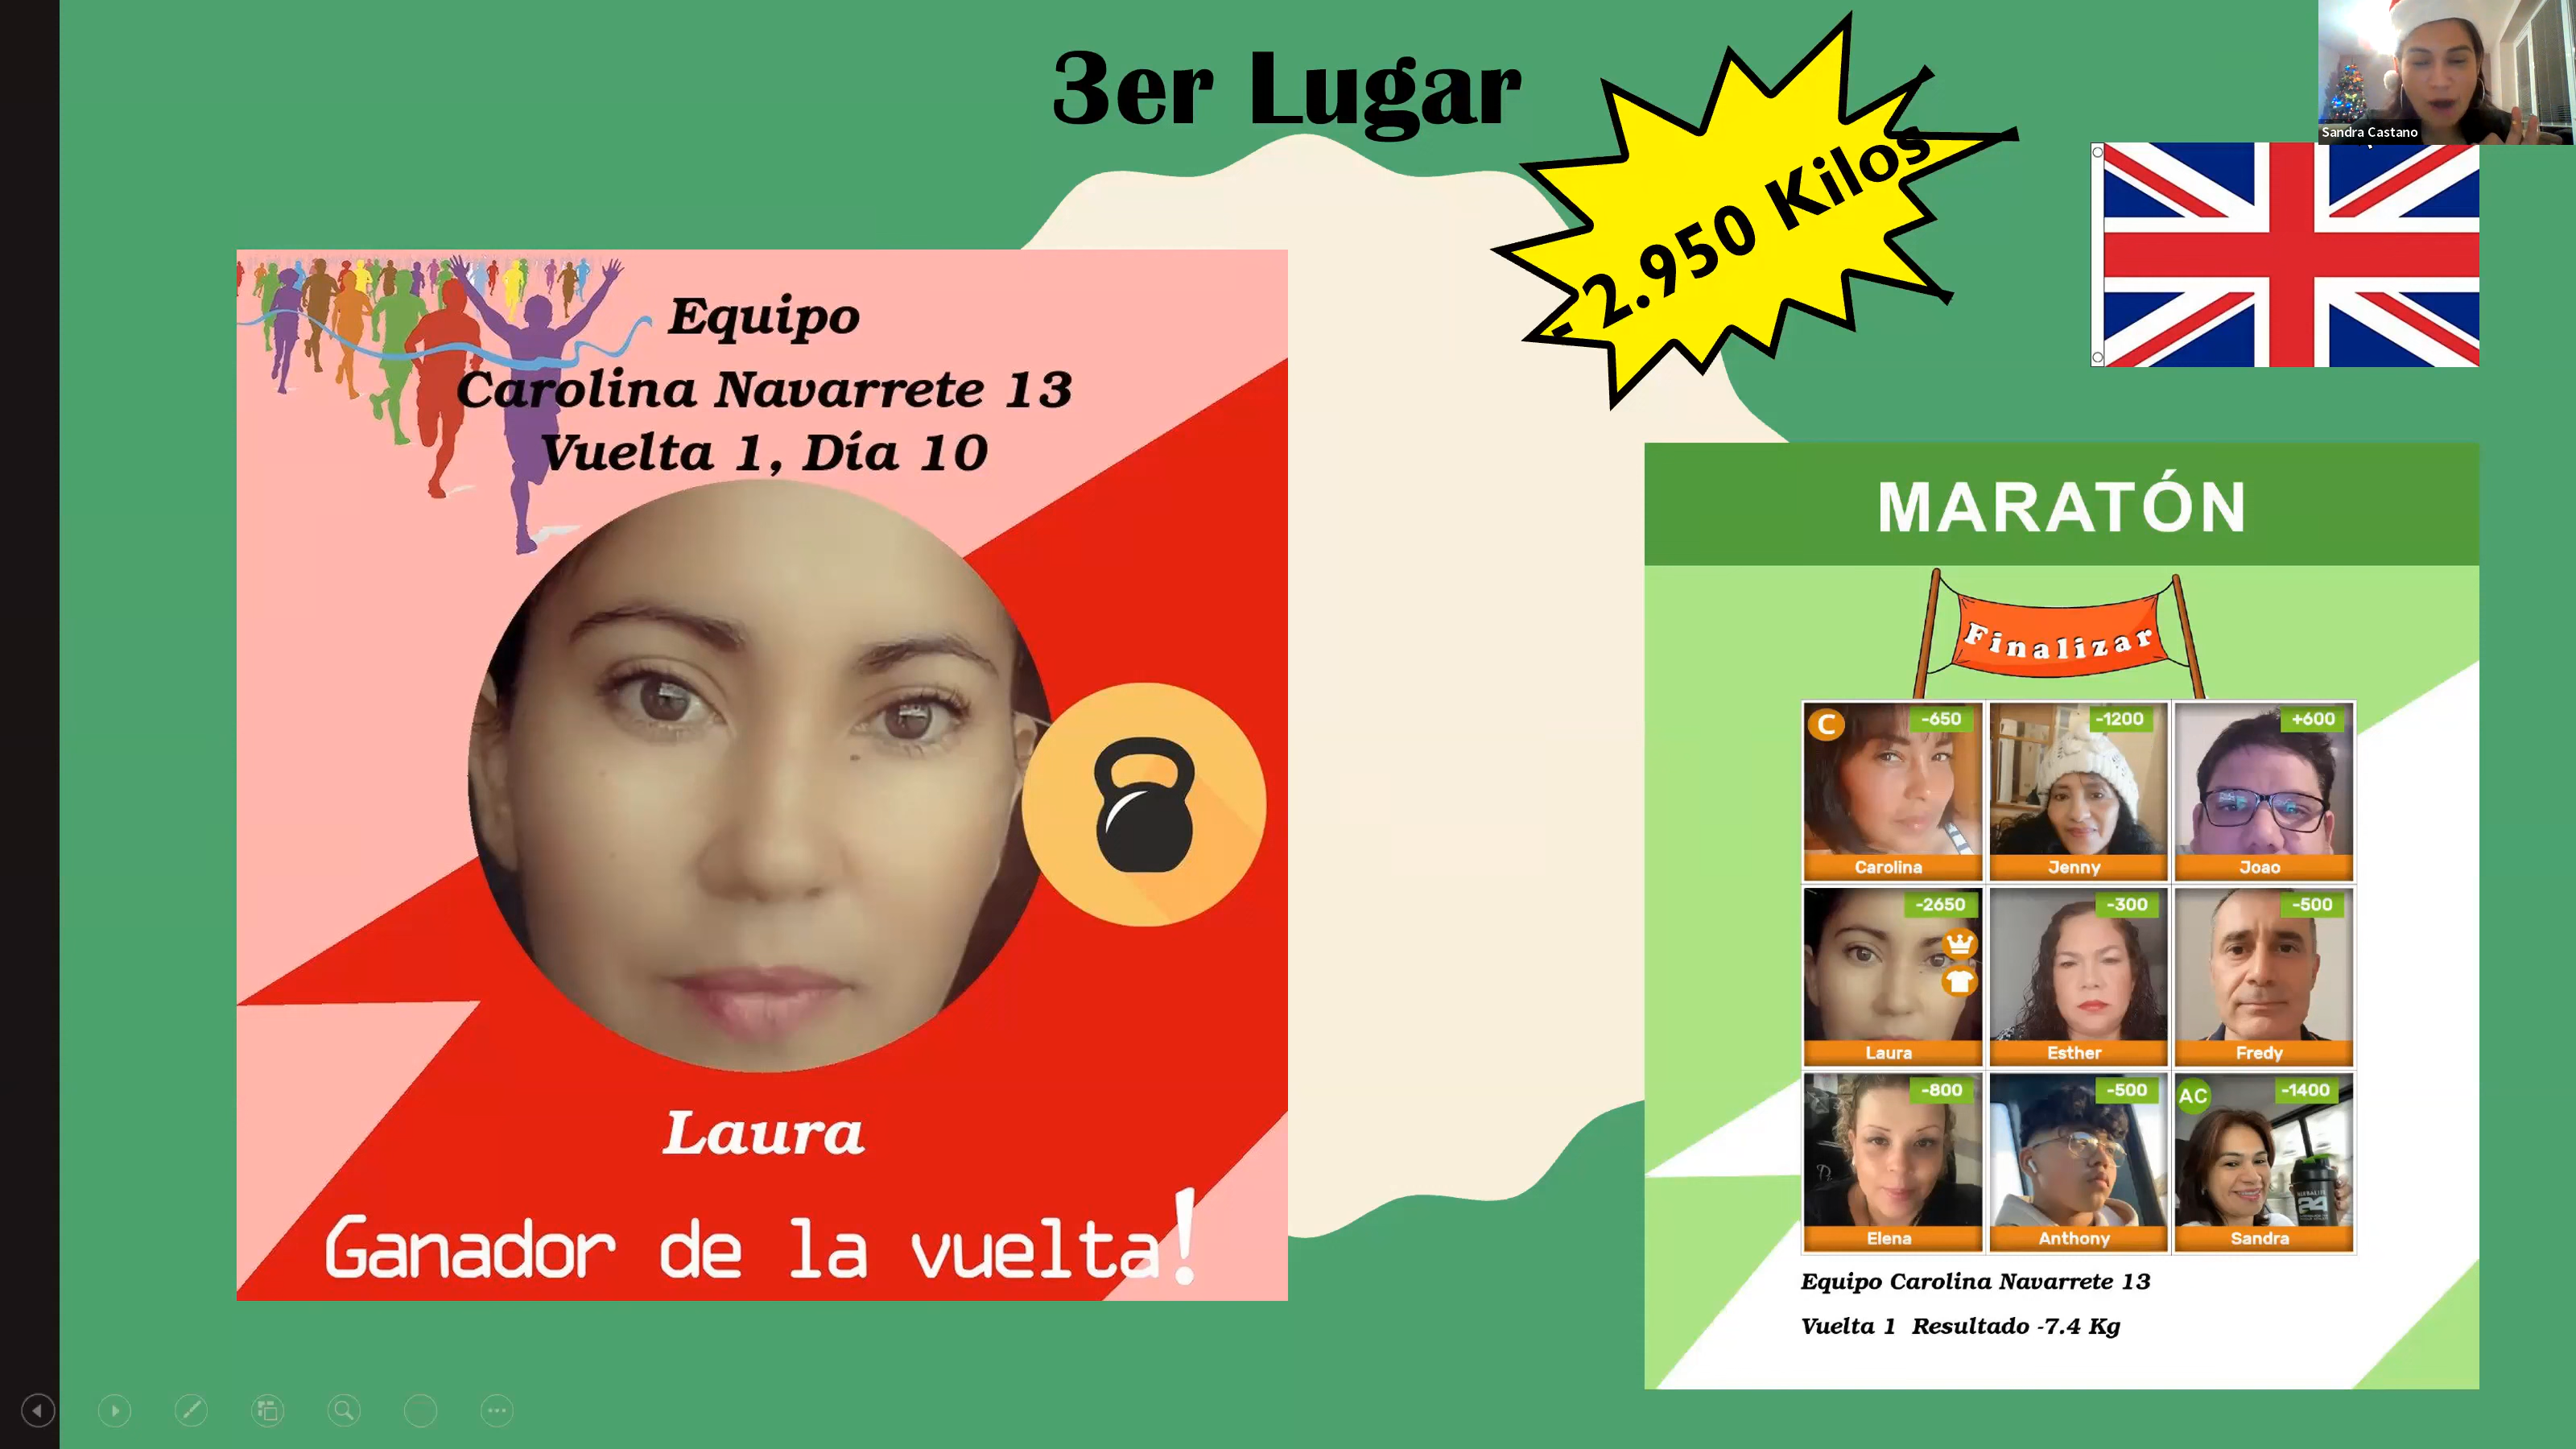 3er Lugar
- 2.950 Kilos
Sandra Castano
Equipo
Carolina Navarrete 13
Vuelta 1, Día 10
Laura
Ganador de la vuelta!
MARATÓN
Finalizar
C
-650
-1200
+600
Carolina
Jenny
Joao
-2650
-300
-500
Laura
Esther
Fredy
-800
-500
AC
-1400
HERBALIFE
24
Elena
Anthony
Sandra
Equipo Carolina Navarrete 13
Vuelta 1 Resultado -7.4 Kg